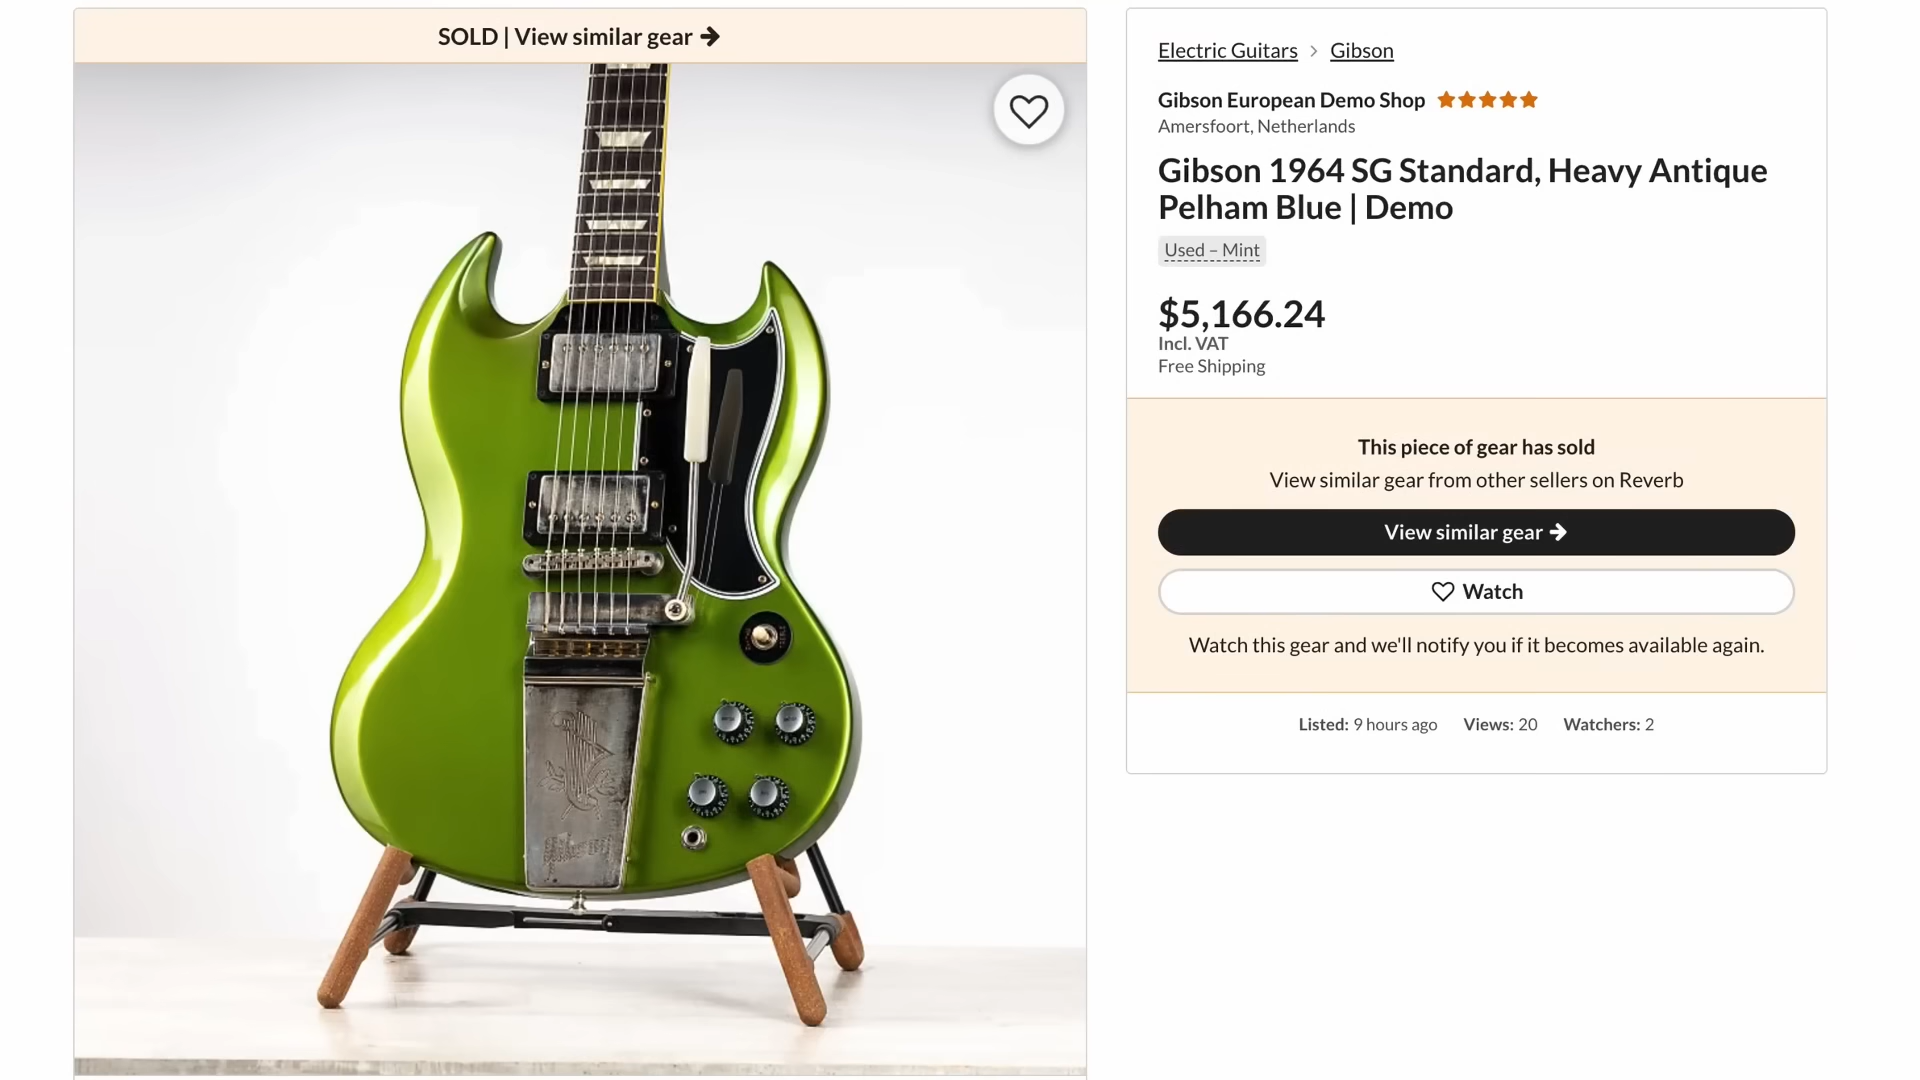 SOLD | View similar gear →
Electric Guitars > Gibson
Gibson European Demo Shop
Amersfoort, Netherlands
Gibson 1964 SG Standard, Heavy Antique
Pelham Blue | Demo
Used – Mint
$5,166.24
Incl. VAT
Free Shipping
This piece of gear has sold
View similar gear from other sellers on Reverb
View similar gear →
Watch
Watch this gear and we'll notify you if it becomes available again.
Listed: 9 hours ago Views: 20 Watchers: 2